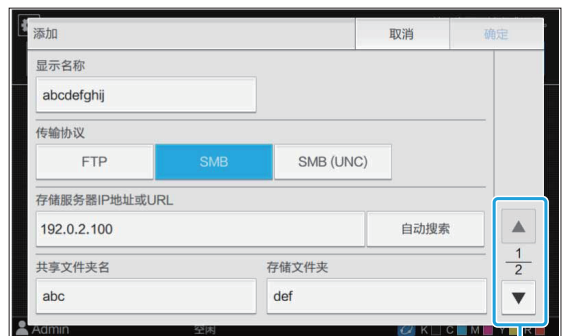 添加 取消 确定
显示名称
abcdefghij
传输协议
FTP SMB SMB (UNC)
存储服务器IP地址或URL
192.0.2.100 自动搜索
1
2
共享文件夹名 存储文件夹
abc def
Admin 空闲 K C M Y R